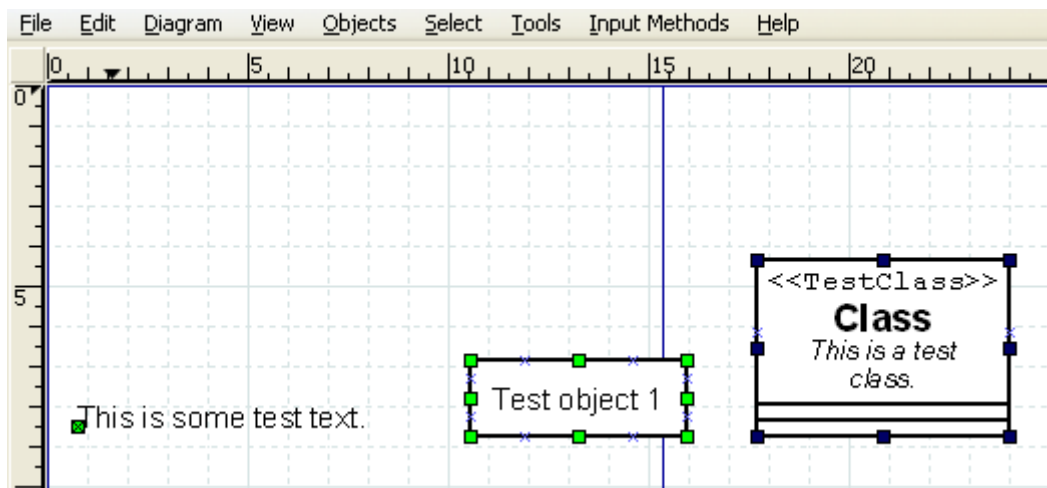 File Edit Diagram View Objects Select Tools Input Methods Help
0 5 10 15 20
0
5
<<TestClass>>
Class
This is a test
class.
Test object 1
This is some test text.